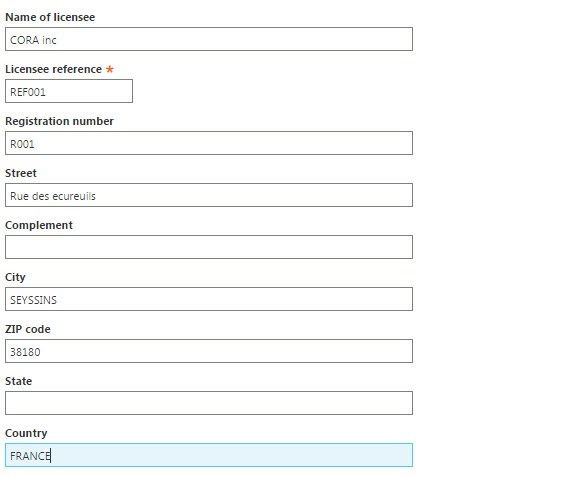 Name of licensee
CORA inc
Licensee reference *
REF001
Registration number
R001
Street
Rue des ecureuils
Complement
City
SEYSSINS
ZIP code
38180
State
Country
FRANCE